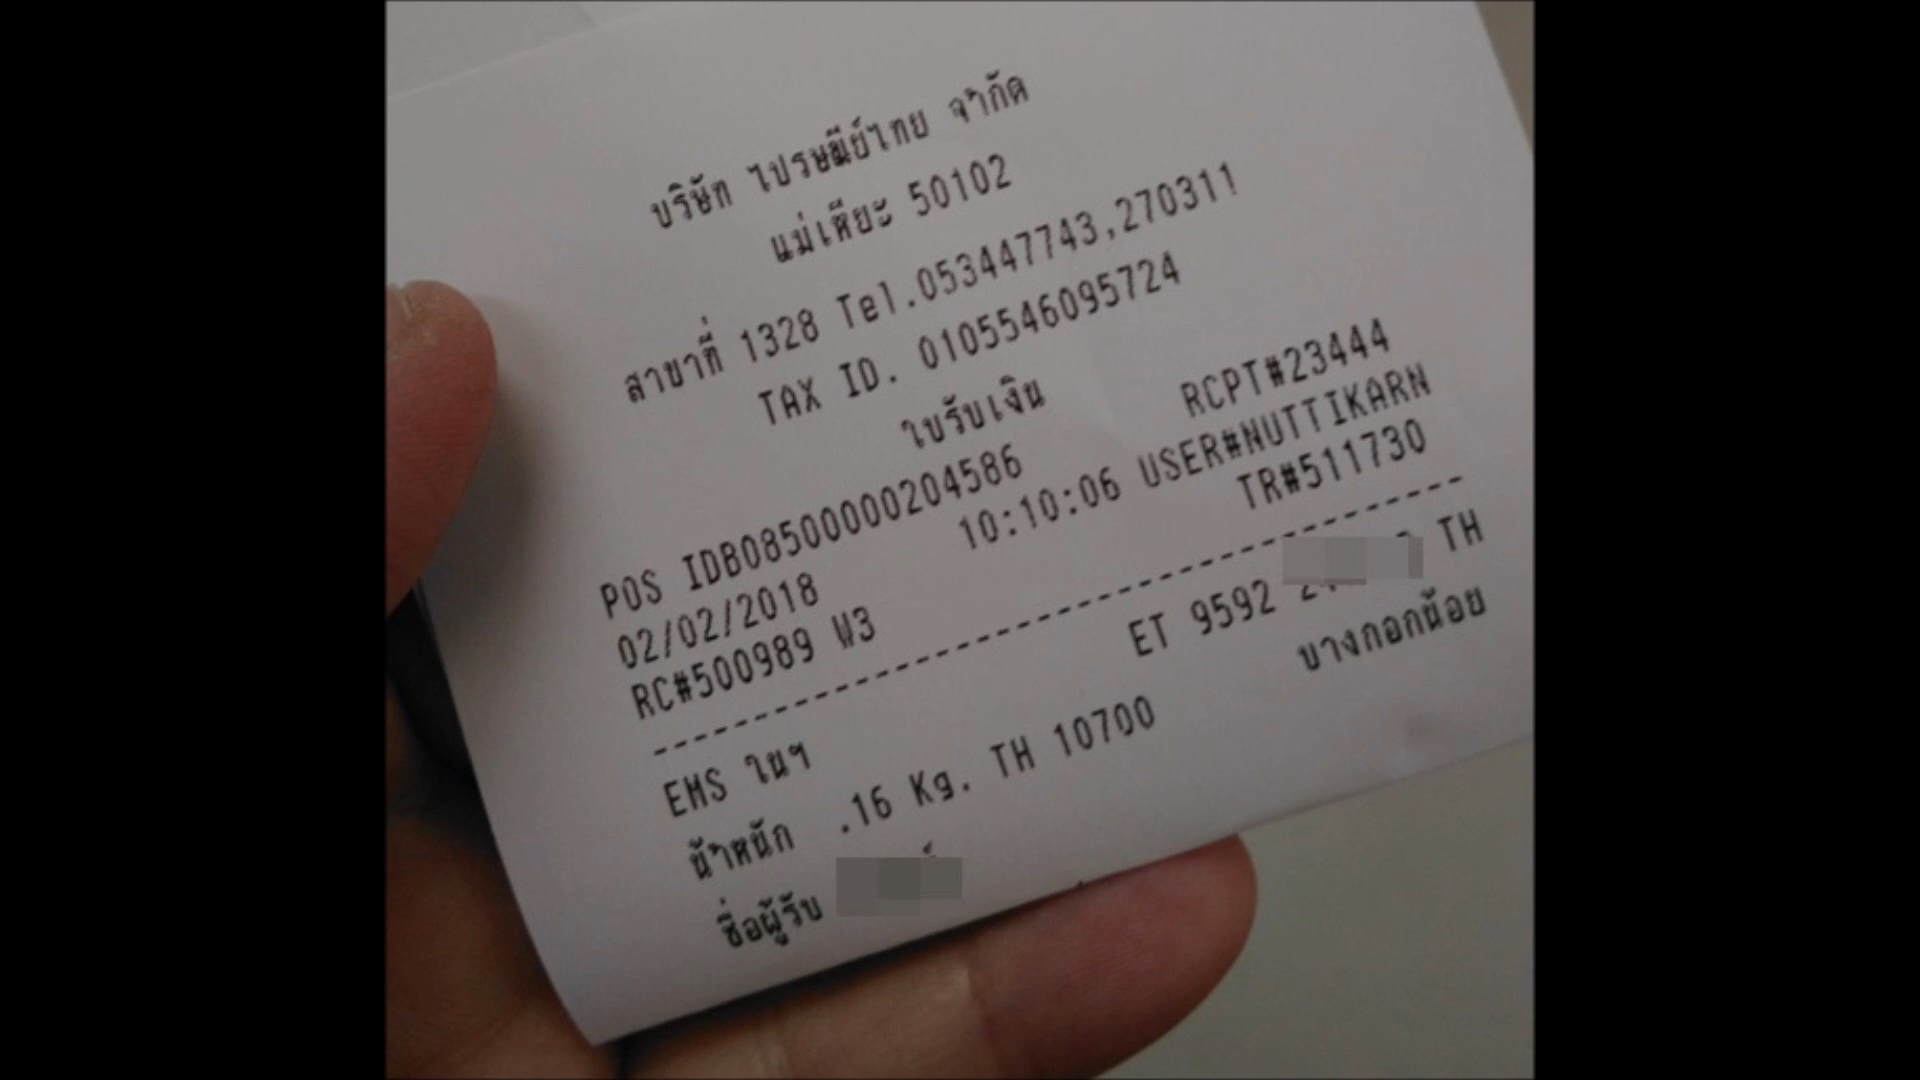 บริษัท ไปรษณีย์ไทย จำกัด
แม่เหียะ 50102
สาขาที่ 1328 Tel.053447743,270311
TAX ID. 0105546095724
ใบรับเงิน
POS IDB08500000204586 RCPT#23444
02/02/2018 10:10:06 USER#NUTTIKARN
RC#500989 W3 TR#511730
EMS ในฯ ET 9592 TH
น้ำหนัก .16 Kg. TH 10700 บางกอกน้อย
ชื่อผู้รับ